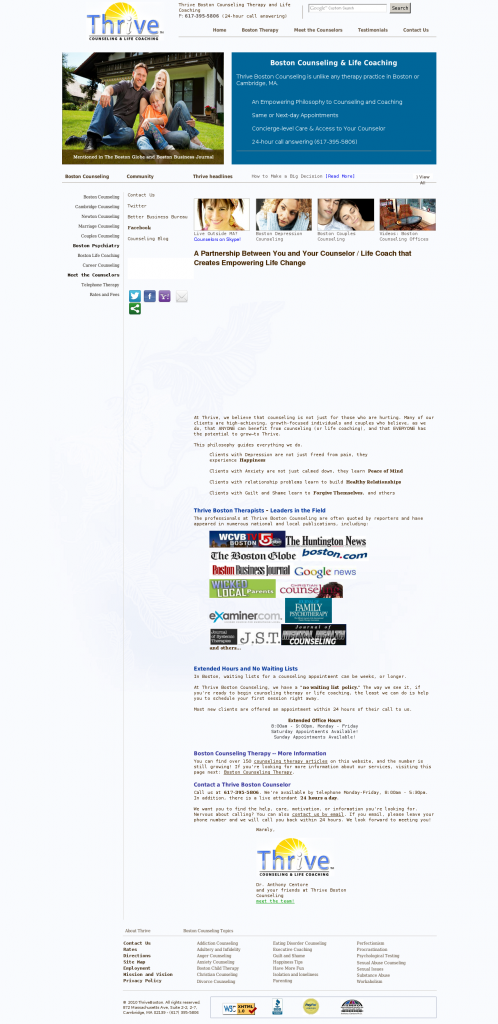 Thrive
COUNSELING & LIFE COACHING
Thrive Boston Counseling Therapy and Life
Coaching
P: 617-395-5806 (24-hour call answering)
Google Custom Search
Search
Home
Boston Therapy
Meet the Counselors
Testimonials
Contact Us
Mentioned in The Boston Globe and Boston Business Journal
Boston Counseling & Life Coaching
Thrive Boston Counseling is unlike any therapy practice in Boston or
Cambridge, MA.
An Empowering Philosophy to Counseling and Coaching
Same or Next-day Appointments
Concierge-level Care & Access to Your Counselor
24-hour call answering (617-395-5806)
Boston Counseling
Community
Thrive headlines
How to Make a Big Decision [Read More]
| View
All
Boston Counseling
Cambridge Counseling
Newton Counseling
Marriage Counseling
Couples Counseling
Boston Psychiatry
Boston Life Coaching
Career Counseling
Meet the Counselors
Telephone Therapy
Rates and Fees
Contact Us
Twitter
Better Business Bureau
Facebook
Counseling Blog
Live Outside MA?
Counselors on Skype!
Boston Depression
Counseling
Boston Couples
Counseling
Videos: Boston
Counseling Offices
A Partnership Between You and Your Counselor / Life Coach that
Creates Empowering Life Change
At Thrive, we believe that counseling is not just for those who are hurting. Many of our
clients are high-achieving, growth-focused individuals and couples who believe, as we
do, that ANYONE can benefit from counseling (or life coaching), and that EVERYONE has
the potential to grow-to Thrive.
This philosophy guides everything we do.
Clients with Depression are not just freed from pain, they
experience Happiness
Clients with Anxiety are not just calmed down, they learn Peace of Mind
Clients with relationship problems learn to build Healthy Relationships
Clients with Guilt and Shame learn to Forgive Themselves, and others
Thrive Boston Therapists - Leaders in the Field
The professionals at Thrive Boston Counseling are often quoted by reporters and have
appeared in numerous national and local publications, including:
WCVB TV BOSTON 5
The Huntington News
The Boston Globe
boston.com
Boston Business Journal
Google news
WICKED LOCAL Parents
CHRISTIAN counseling
examiner.com
FAMILY PSYCHOTHERAPY
Journal of Systemic Therapies
J.S.T.
Journal of MENTAL HEALTH COUNSELING
and others...
Extended Hours and No Waiting Lists
In Boston, waiting lists for a counseling appointment can be weeks, or longer.
At Thrive Boston Counseling, we have a "no waiting list policy." The way we see it, if
you're ready to begin counseling therapy or life coaching, the least we can do is help
you to schedule your first session right away.
Most new clients are offered an appointment within 24 hours of their call to us.
Extended Office Hours
8:00am - 9:00pm, Monday - Friday
Saturday Appointments Available!
Sunday Appointments Available!
Boston Counseling Therapy -- More Information
You can find over 150 counseling therapy articles on this website, and the number is
still growing! If you're looking for more information about our services, visiting this
page next: Boston Counseling Therapy.
Contact a Thrive Boston Counselor
Call us at 617-395-5806. We're available by telephone Monday-Friday, 8:00am - 5:30pm.
In addition, there is a live attendant 24 hours a day.
We want you to find the help, care, motivation, or information you're looking for.
Nervous about calling? You can also contact us by email. If you email, please leave your
phone number and we will call you back within 24 hours. We look forward to meeting you!
Warmly,
Thrive
COUNSELING & LIFE COACHING
Dr. Anthony Centore
and your friends at Thrive Boston
Counseling
meet the team!
About Thrive
Boston Counseling Topics
Contact Us
Rates
Directions
Site Map
Employment
Mission and Vision
Privacy Policy
Addiction Counseling
Adultery and Infidelity
Anger Counseling
Anxiety Counseling
Boston Child Therapy
Christian Counseling
Divorce Counseling
Eating Disorder Counseling
Executive Coaching
Guilt and Shame
Happiness Tips
Have More Fun
Isolation and loneliness
Parenting
Perfectionism
Procrastination
Psychological Testing
Sexual Abuse Counseling
Sexual Issues
Substance Abuse
Workaholism
© 2010 ThriveBoston. All rights reserved.
872 Massachusetts Ave, Suite 2-2, 2-7,
Cambridge, MA 02139 - (617) 395-5806
W3C XHTML 1.0
PayPal